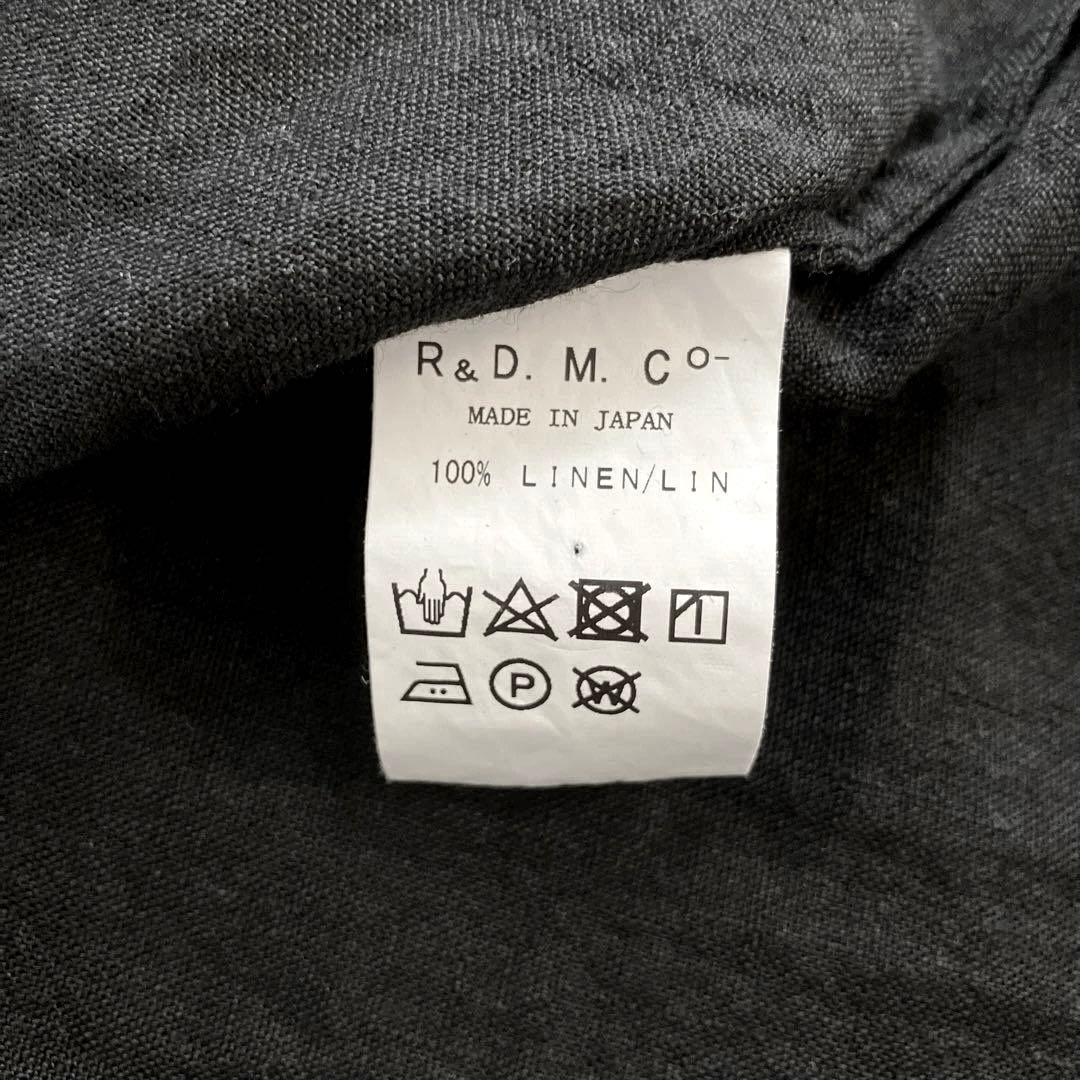 R&D. M. Co-
MADE IN JAPAN
100% LINEN/LIN
P W